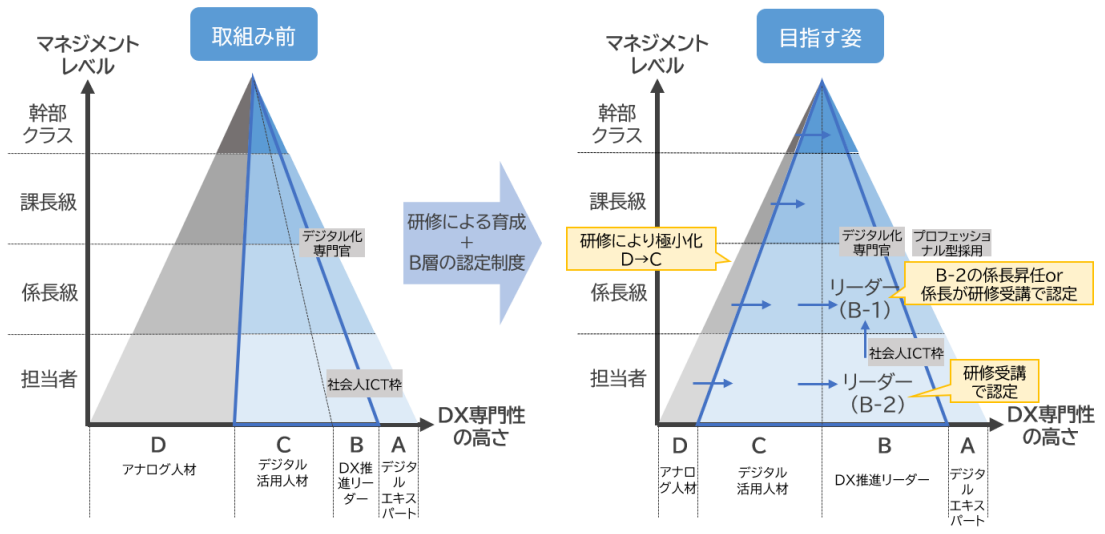 取組み前
マネジメント
レベル
幹部
クラス
課長級
係長級
担当者
デジタル化
専門官
社会人ICT枠
DX専門性
の高さ
D
アナログ人材
C
デジタル
活用人材
B
DX推
進リー
ダー
A
デジタ
ル
エキス
パート
研修による育成
+
B層の認定制度
目指す姿
マネジメント
レベル
幹部
クラス
課長級
係長級
担当者
研修により極小化
D→C
デジタル化
専門官
プロフェッショ
ナル型採用
リーダー
(B-1)
B-2の係長昇任or
係長が研修受講で認定
社会人ICT枠
リーダー
(B-2)
研修受講
で認定
DX専門性
の高さ
D
アナロ
グ人材
C
デジタル
活用人材
B
DX推進リーダー
A
デジタ
ル
エキス
パート